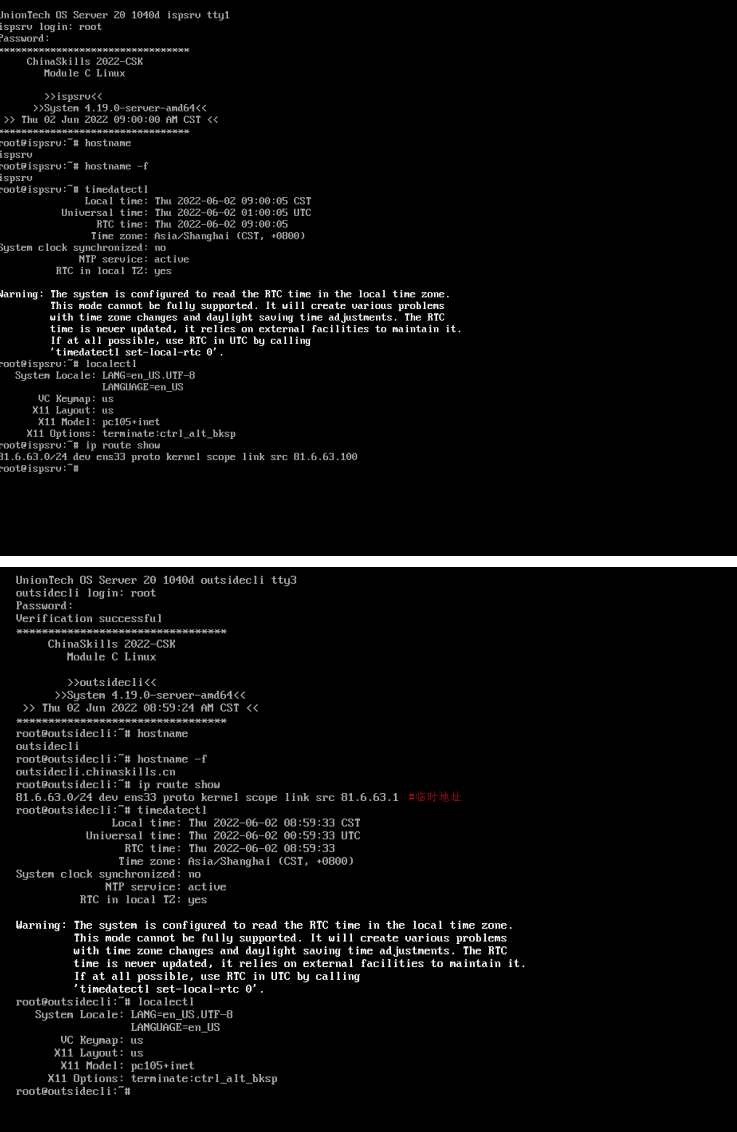 UnionTech OS Server 20 1040d ispsrv tty1
ispsrv login: root
Password:
*********************************
ChinaSkills 2022-CSK
Module C Linux
>>ispsrv<<
>>System 4.19.0-server-amd64<<
>> Thu 02 Jun 2022 09:00:00 AM CST <<
*********************************
root@ispsrv:~# hostname
ispsrv
root@ispsrv:~# hostname -f
ispsrv
root@ispsrv:~# timedatectl
Local time: Thu 2022-06-02 09:00:05 CST
Universal time: Thu 2022-06-02 01:00:05 UTC
RTC time: Thu 2022-06-02 09:00:05
Time zone: Asia/Shanghai (CST, +0800)
System clock synchronized: no
NTP service: active
RTC in local TZ: yes
Warning: The system is configured to read the RTC time in the local time zone.
This mode cannot be fully supported. It will create various problems
with time zone changes and daylight saving time adjustments. The RTC
time is never updated, it relies on external facilities to maintain it.
If at all possible, use RTC in UTC by calling
'timedatectl set-local-rtc 0'.
root@ispsrv:~# localectl
System Locale: LANG=en_US.UTF-8
LANGUAGE=en_US
VC Keymap: us
X11 Layout: us
X11 Model: pc105+inet
X11 Options: terminate:ctrl_alt_bksp
root@ispsrv:~# ip route show
81.6.63.0/24 dev ens33 proto kernel scope link src 81.6.63.100
root@ispsrv:~#
UnionTech OS Server 20 1040d outsidecli tty3
outsidecli login: root
Password:
Verification successful
*********************************
ChinaSkills 2022-CSK
Module C Linux
>>outsidecli<<
>>System 4.19.0-server-amd64<<
>> Thu 02 Jun 2022 08:59:24 AM CST <<
*********************************
root@outsidecli:~# hostname
outsidecli
root@outsidecli:~# hostname -f
outsidecli.chinaskills.cn
root@outsidecli:~# ip route show
81.6.63.0/24 dev ens33 proto kernel scope link src 81.6.63.1 #临时地址
root@outsidecli:~# timedatectl
Local time: Thu 2022-06-02 08:59:33 CST
Universal time: Thu 2022-06-02 00:59:33 UTC
RTC time: Thu 2022-06-02 08:59:33
Time zone: Asia/Shanghai (CST, +0800)
System clock synchronized: no
NTP service: active
RTC in local TZ: yes
Warning: The system is configured to read the RTC time in the local time zone.
This mode cannot be fully supported. It will create various problems
with time zone changes and daylight saving time adjustments. The RTC
time is never updated, it relies on external facilities to maintain it.
If at all possible, use RTC in UTC by calling
'timedatectl set-local-rtc 0'.
root@outsidecli:~# localectl
System Locale: LANG=en_US.UTF-8
LANGUAGE=en_US
VC Keymap: us
X11 Layout: us
X11 Model: pc105+inet
X11 Options: terminate:ctrl_alt_bksp
root@outsidecli:~#